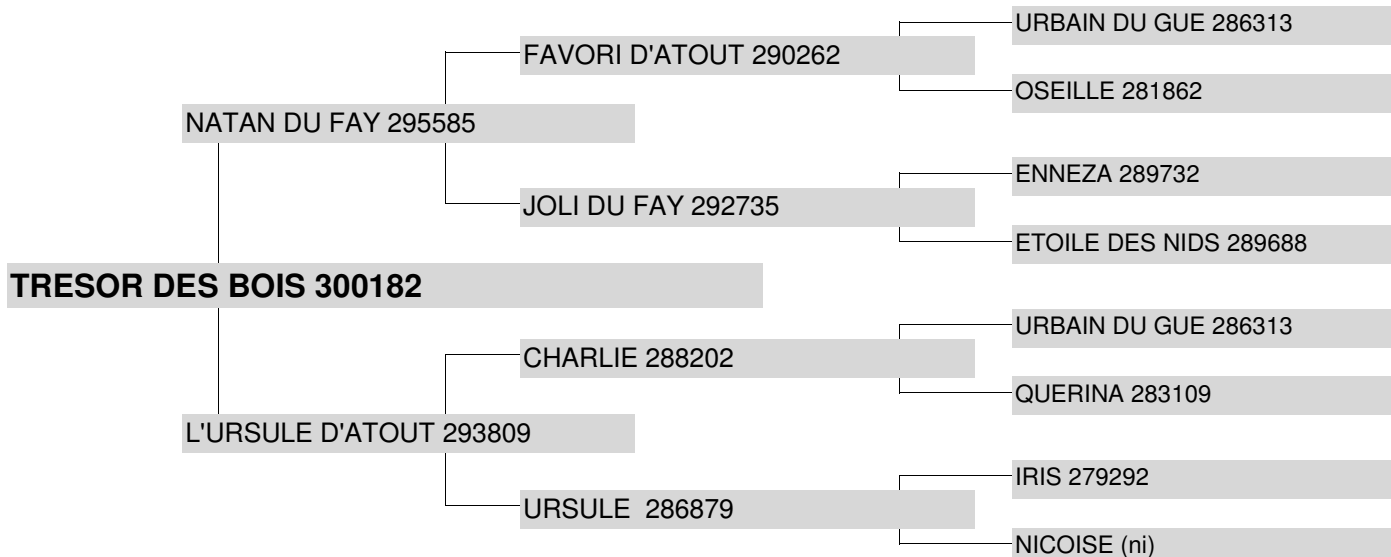 URBAIN DU GUE 286313
FAVORI D'ATOUT 290262
OSEILLE 281862
NATAN DU FAY 295585
ENNEZA 289732
JOLI DU FAY 292735
ETOILE DES NIDS 289688
TRESOR DES BOIS 300182
URBAIN DU GUE 286313
CHARLIE 288202
QUERINA 283109
L'URSULE D'ATOUT 293809
IRIS 279292
URSULE  286879
NICOISE (ni)